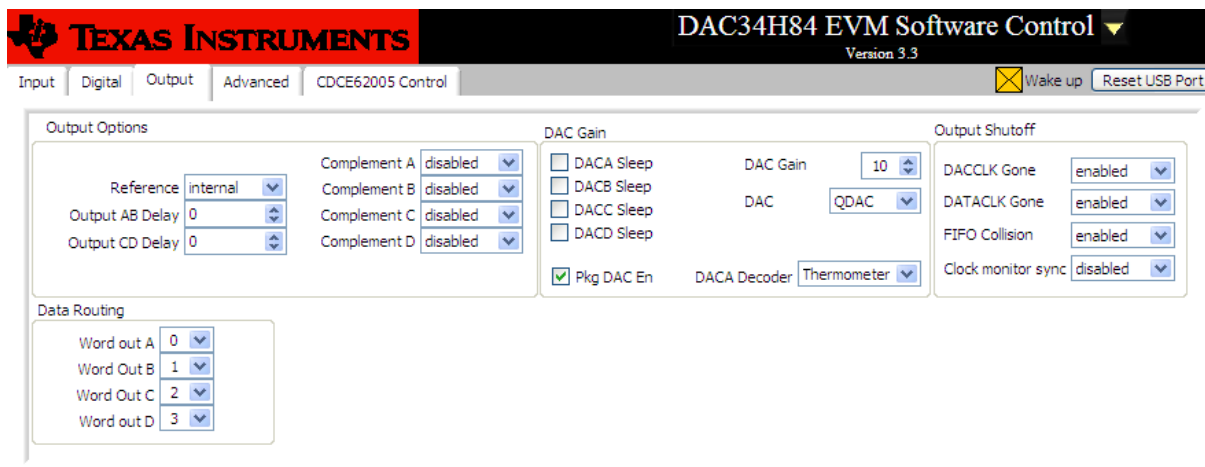 TEXAS INSTRUMENTS
DAC34H84 EVM Software Control
Version 3.3
Input Digital Output Advanced CDCE62005 Control
Wake up Reset USB Port
Output Options
Reference internal
Output AB Delay 0
Output CD Delay 0
Complement A disabled
Complement B disabled
Complement C disabled
Complement D disabled
DAC Gain
DACA Sleep
DACB Sleep
DACC Sleep
DACD Sleep
Pkg DAC En
DAC Gain 10
DAC QDAC
DACA Decoder Thermometer
Output Shutoff
DACCLK Gone enabled
DATACLK Gone enabled
FIFO Collision enabled
Clock monitor sync disabled
Data Routing
Word out A 0
Word Out B 1
Word Out C 2
Word out D 3